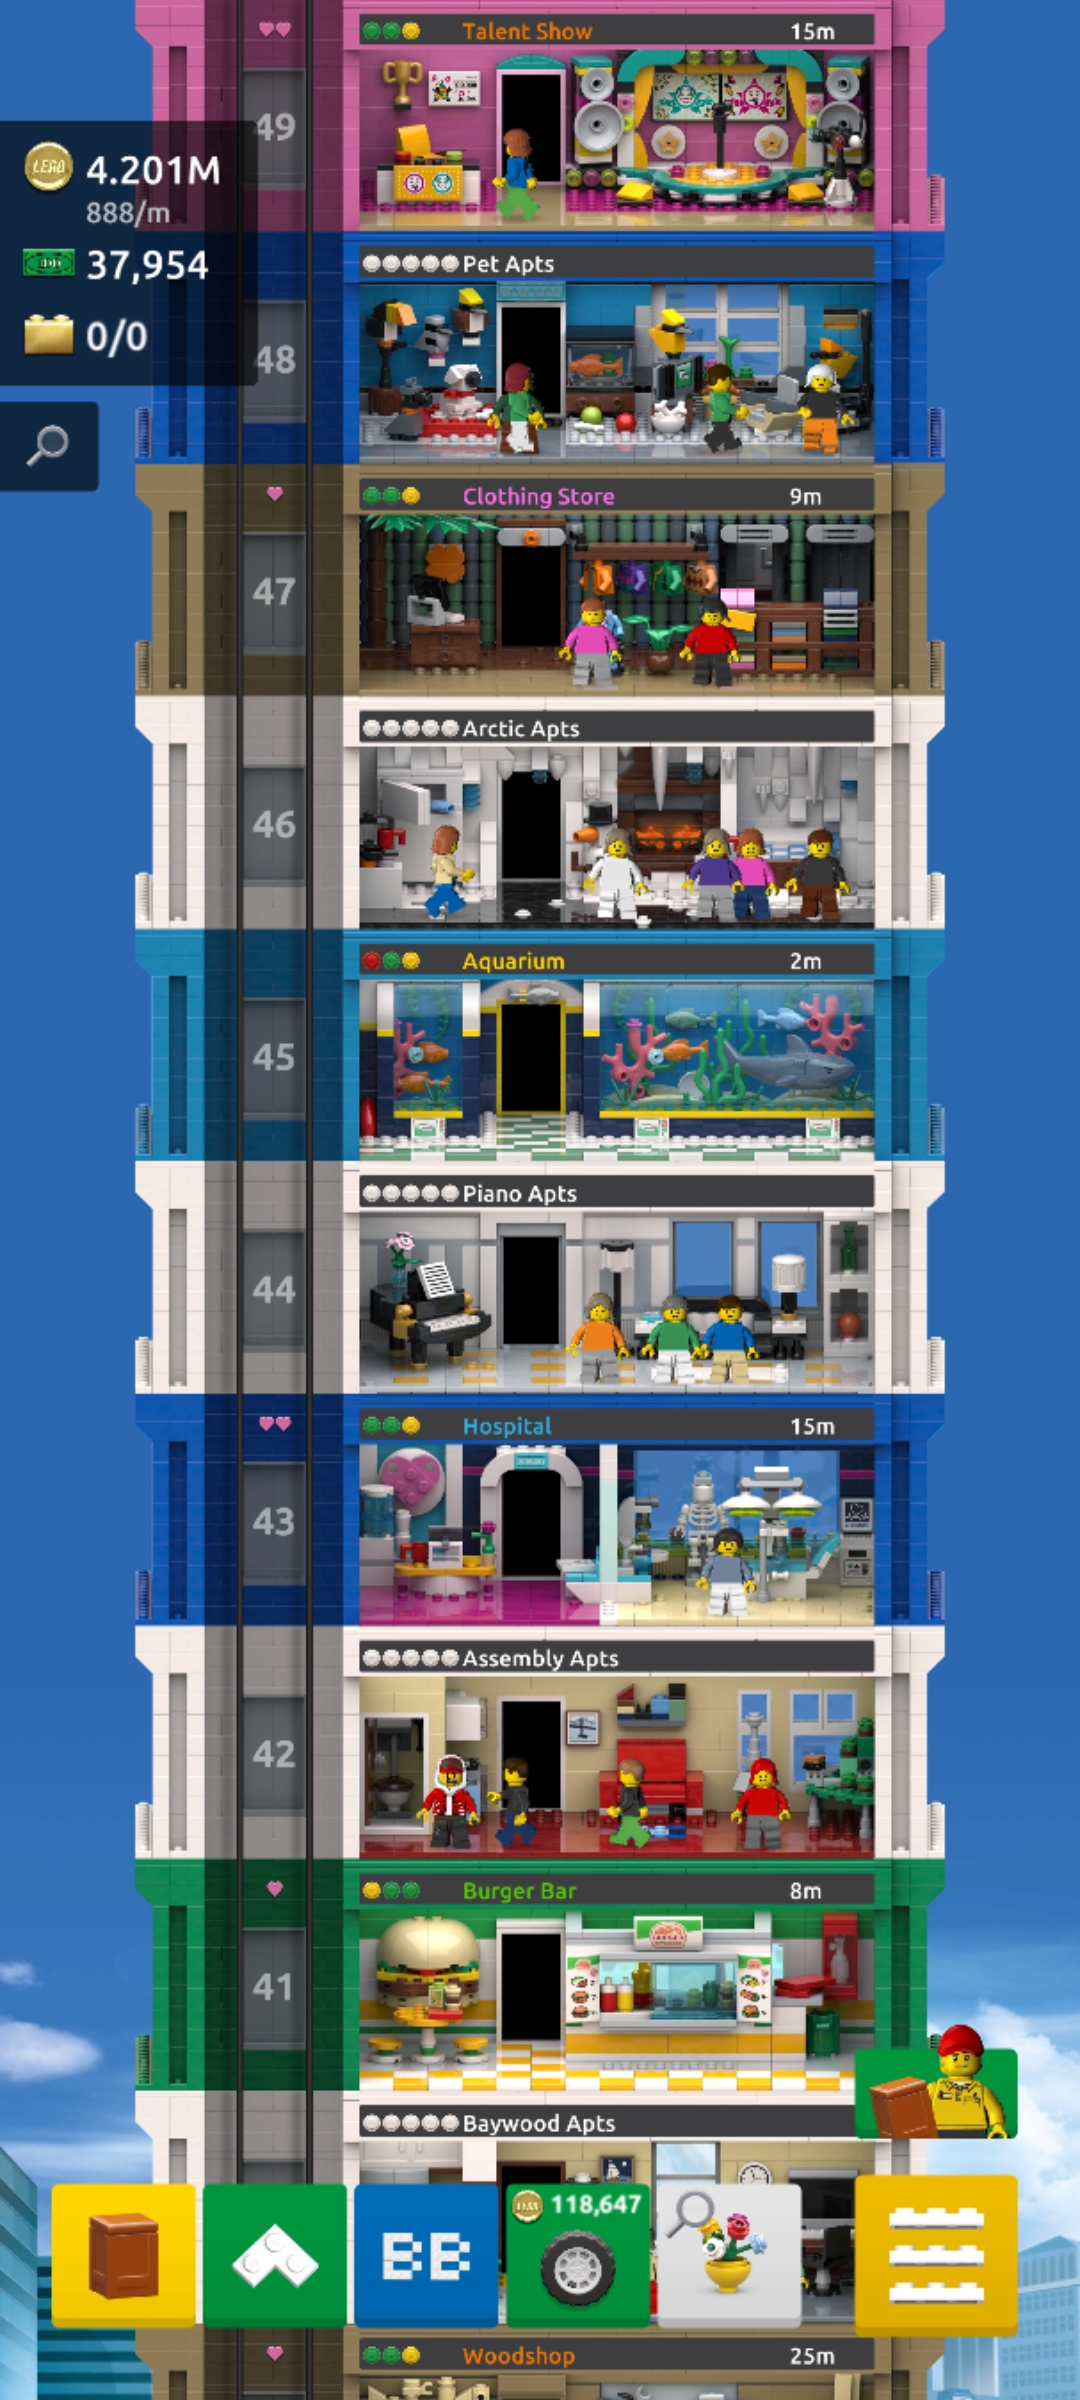 Talent Show 15m
49
LEGO 4.201M
888/m
37,954
0/0
Pet Apts
48
Clothing Store 9m
47
Arctic Apts
46
Aquarium 2m
45
Piano Apts
44
Hospital 15m
43
Assembly Apts
42
Burger Bar 8m
41
Baywood Apts
BB
118,647
Woodshop 25m